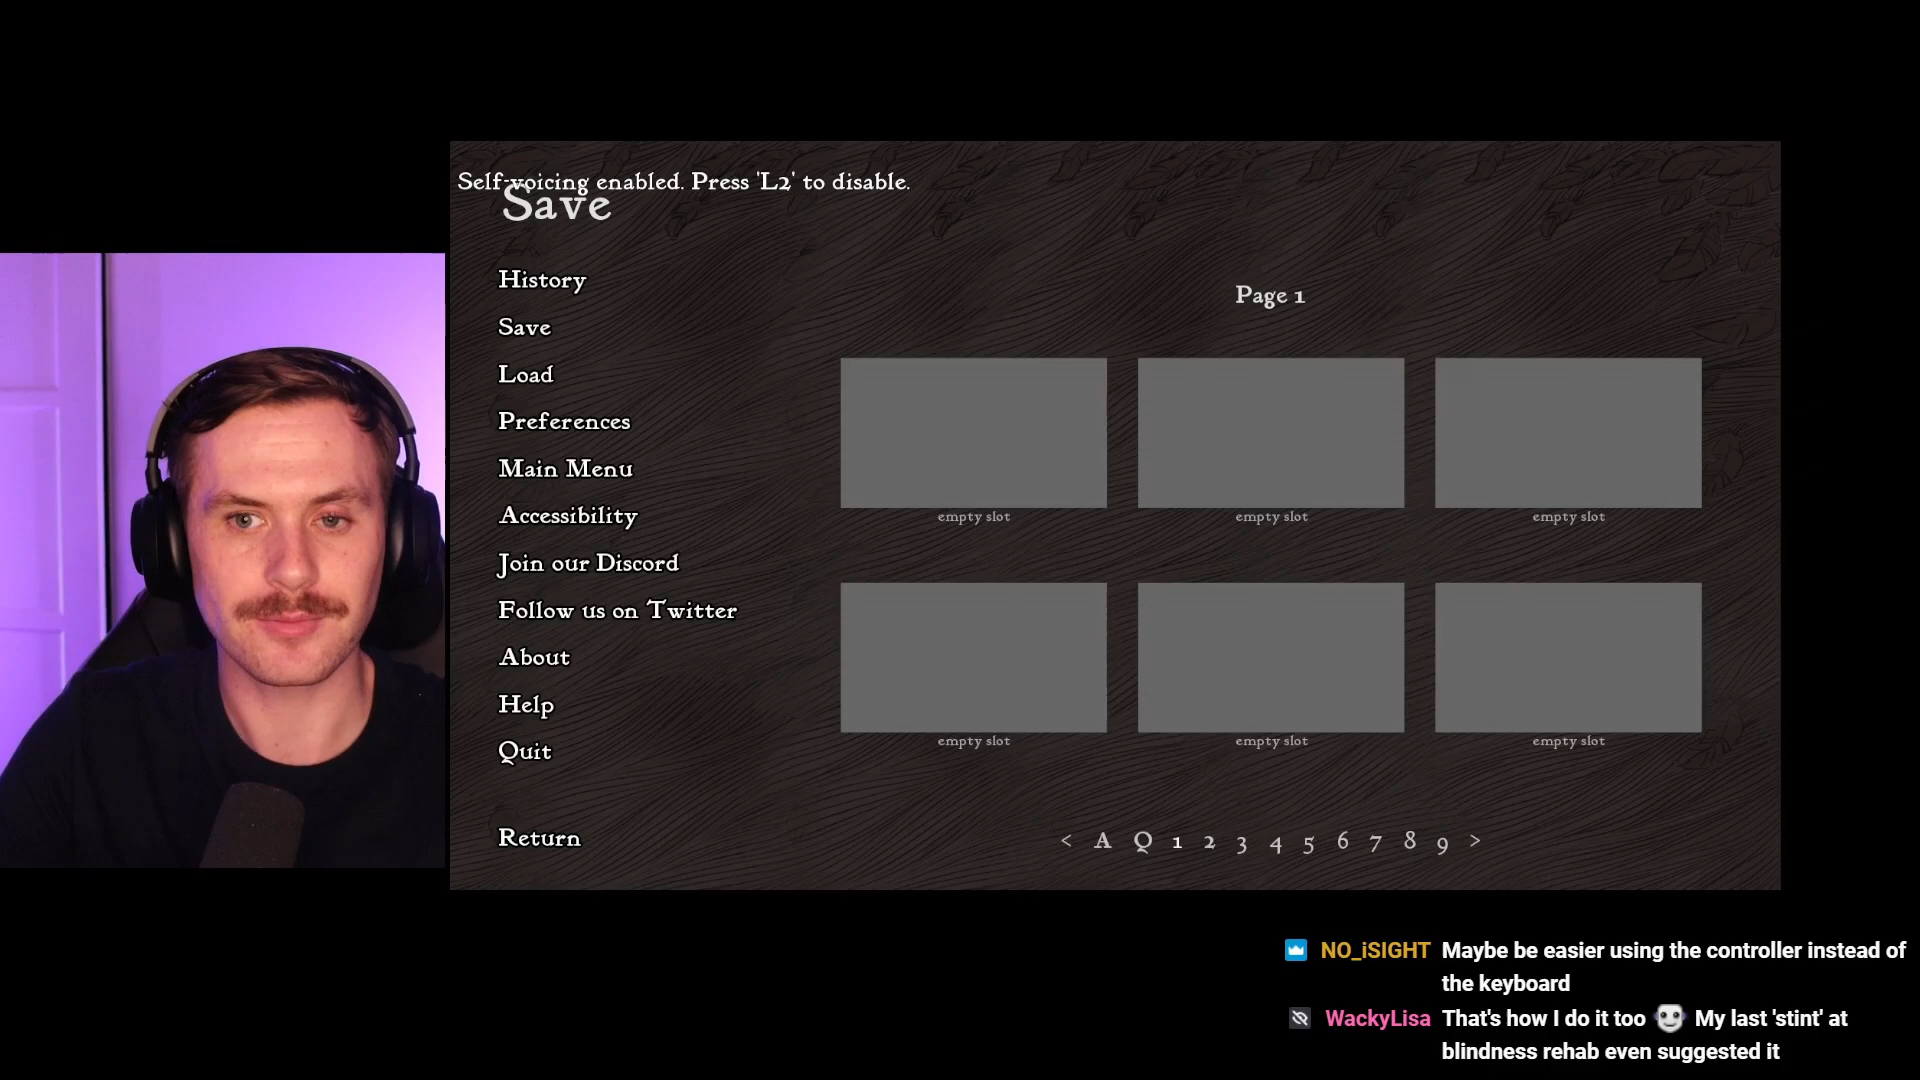 Self-voicing enabled. Press 'L2' to disable.
Save
History
Save
Load
Preferences
Main Menu
Accessibility
Join our Discord
Follow us on Twitter
About
Help
Quit
Return
Page 1
empty slot empty slot empty slot
empty slot empty slot empty slot
< A Q 1 2 3 4 5 6 7 8 9 >
NO_iSIGHT Maybe be easier using the controller instead of
the keyboard
WackyLisa That's how I do it too My last 'stint' at
blindness rehab even suggested it